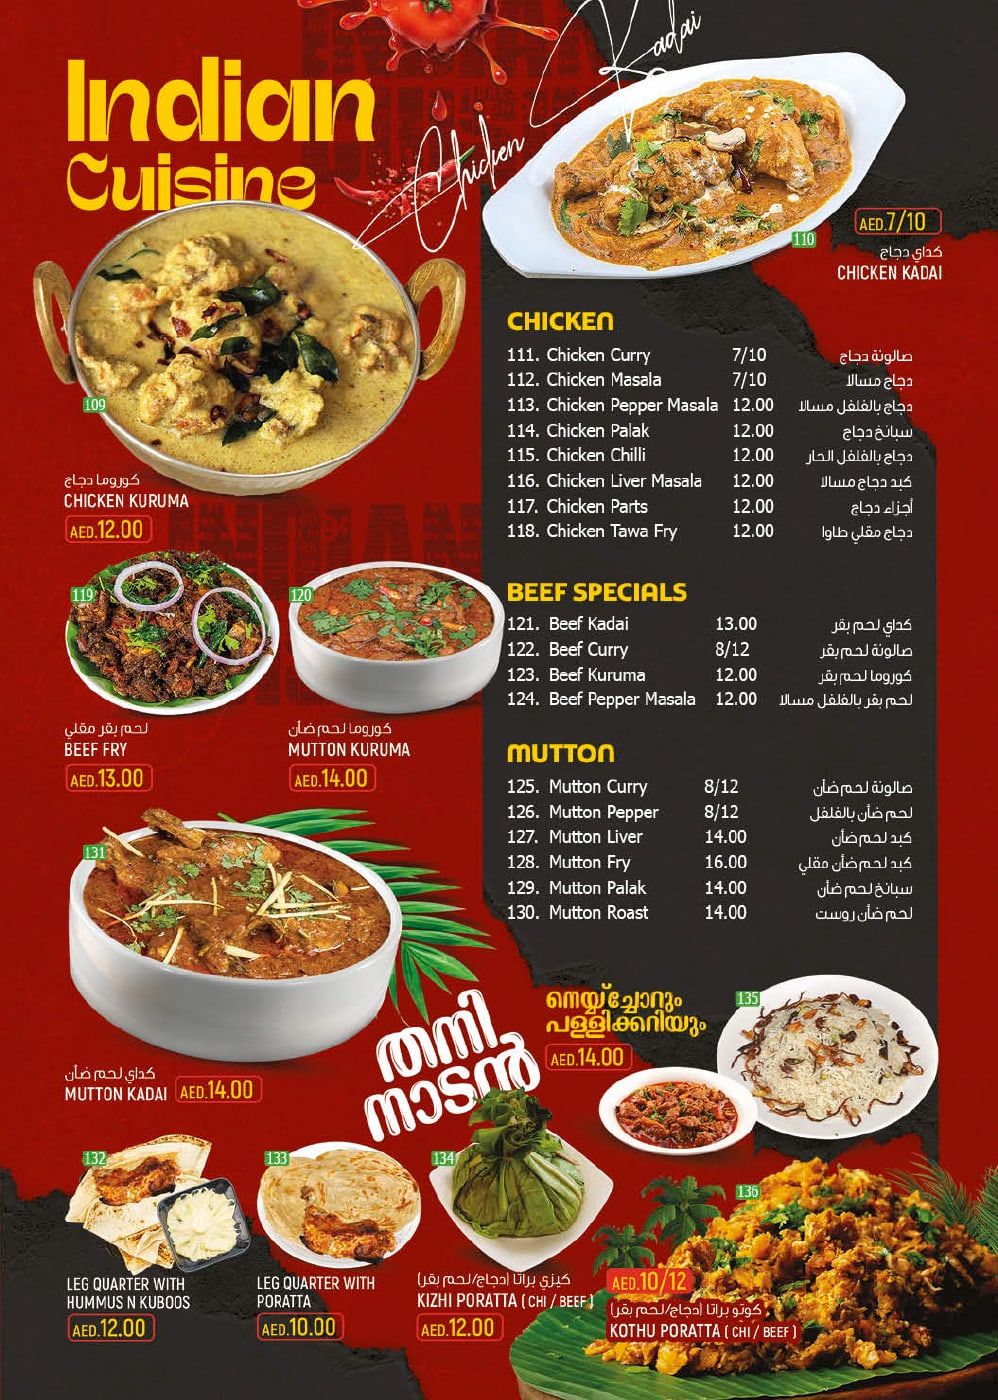 Indian
Cuisine
Chicken Kadai
110
AED.7/10
كداي دجاج
CHICKEN KADAI
109
كوروما دجاج
CHICKEN KURUMA
AED.12.00
CHICKEN
111. Chicken Curry 7/10 صالونة دجاج
112. Chicken Masala 7/10 دجاج مسالا
113. Chicken Pepper Masala 12.00 دجاج بالفلفل مسالا
114. Chicken Palak 12.00 سبانخ دجاج
115. Chicken Chilli 12.00 دجاج بالفلفل الحار
116. Chicken Liver Masala 12.00 كبد دجاج مسالا
117. Chicken Parts 12.00 أجزاء دجاج
118. Chicken Tawa Fry 12.00 دجاج مقلي طاوا
119
لحم بقر مقلي
BEEF FRY
AED.13.00
120
كوروما لحم ضأن
MUTTON KURUMA
AED.14.00
BEEF SPECIALS
121. Beef Kadai 13.00 كداي لحم بقر
122. Beef Curry 8/12 صالونة لحم بقر
123. Beef Kuruma 12.00 كوروما لحم بقر
124. Beef Pepper Masala 12.00 لحم بقر بالفلفل مسالا
MUTTON
125. Mutton Curry 8/12 صالونة لحم ضأن
126. Mutton Pepper 8/12 لحم ضأن بالفلفل
127. Mutton Liver 14.00 كبد لحم ضأن
128. Mutton Fry 16.00 كبد لحم ضأن مقلي
129. Mutton Palak 14.00 سبانخ لحم ضأن
130. Mutton Roast 14.00 لحم ضأن روست
131
كداي لحم ضأن
MUTTON KADAI AED.14.00
തനി
നാടൻ
നെയ്ച്ചോറും
പള്ളിക്കറിയും
AED.14.00
135
132
LEG QUARTER WITH
HUMMUS N KUBOOS
AED.12.00
133
LEG QUARTER WITH
PORATTA
AED.10.00
134
كيزي براتا (دجاج/لحم بقر)
KIZHI PORATTA ( CHI / BEEF )
AED.12.00
136
AED.10/12
كوتو براتا (دجاج/لحم بقر)
KOTHU PORATTA ( CHI / BEEF )